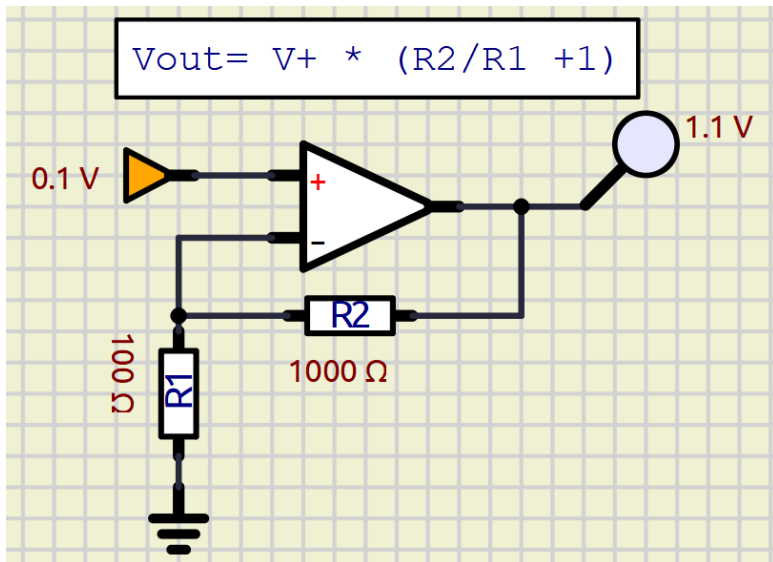 Vout= V+ * (R2/R1 +1)
1.1 V
0.1 V
+
−
R2
1000 Ω
100 Ω
R1